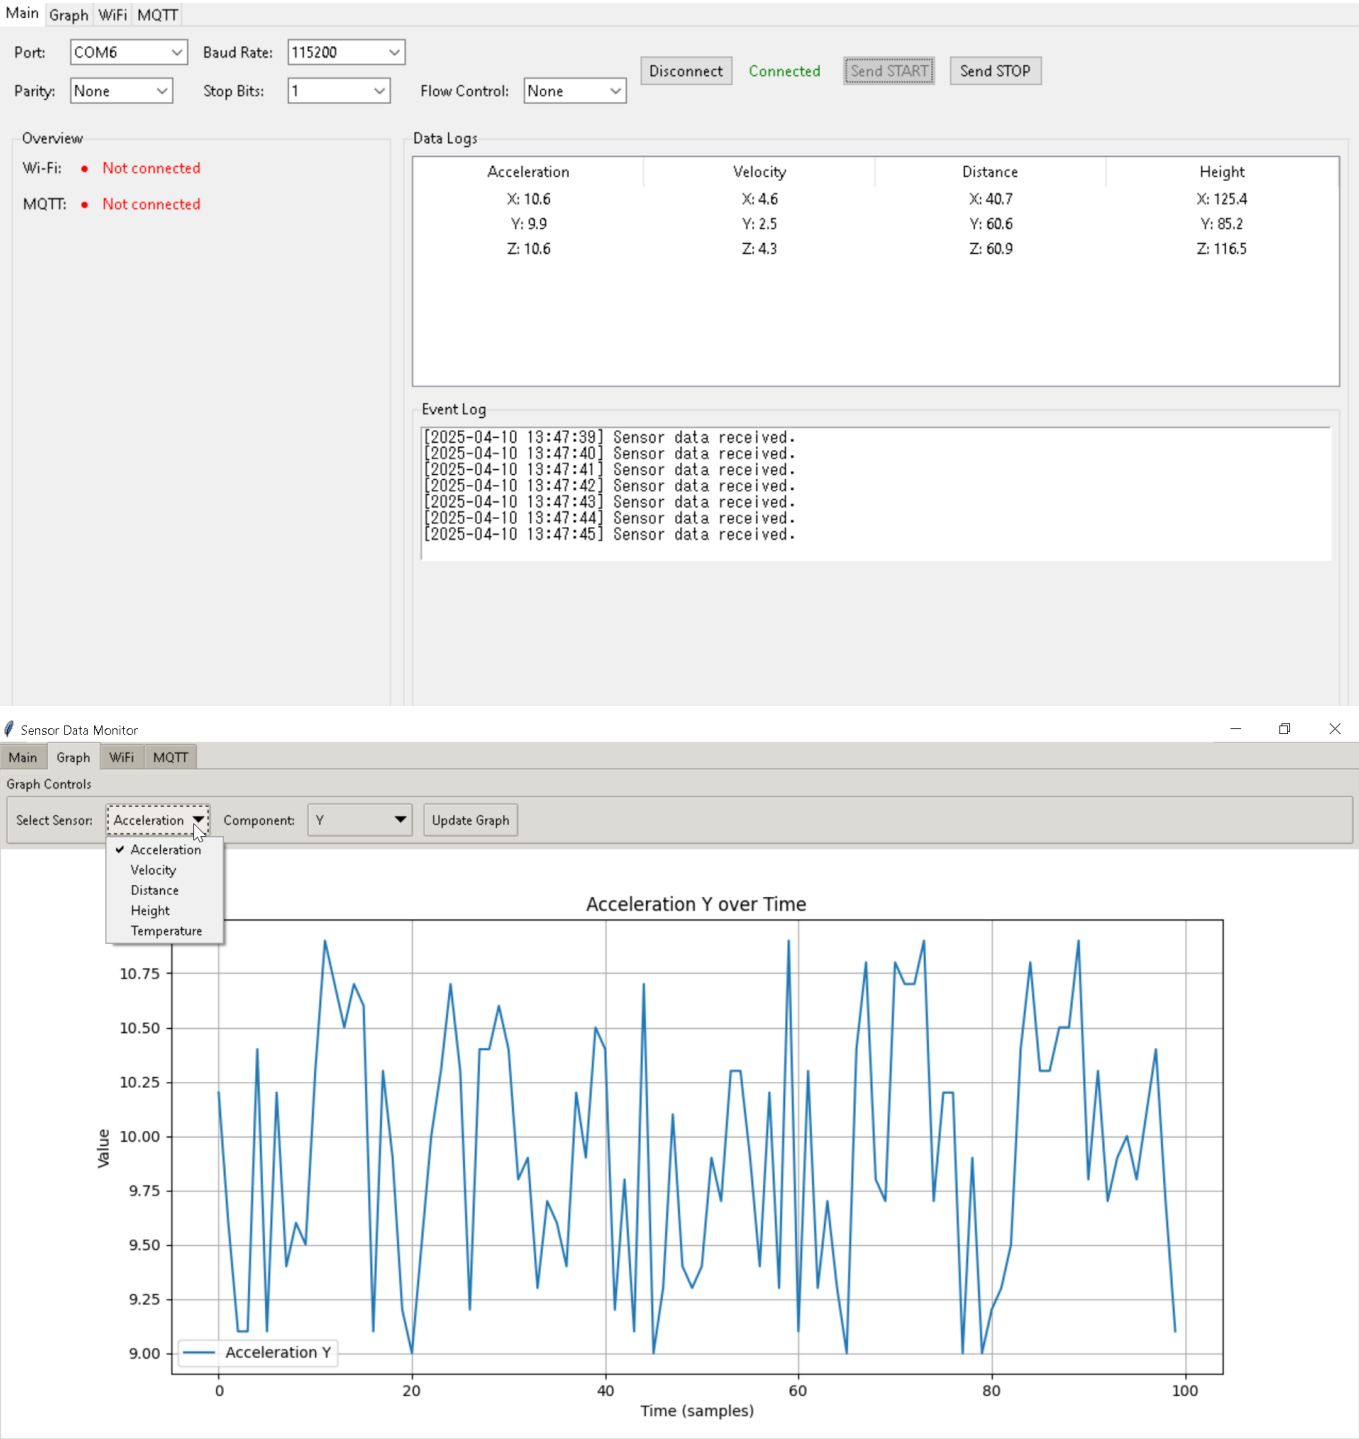 Main Graph WiFi MQTT
Port: COM6 Baud Rate: 115200
Disconnect Connected Send START Send STOP
Parity: None Stop Bits: 1 Flow Control: None
Overview
Wi-Fi: ● Not connected
MQTT: ● Not connected
Data Logs
Acceleration Velocity Distance Height
X: 10.6 X: 4.6 X: 40.7 X: 125.4
Y: 9.9 Y: 2.5 Y: 60.6 Y: 85.2
Z: 10.6 Z: 4.3 Z: 60.9 Z: 116.5
Event Log
[2025-04-10 13:47:39] Sensor data received.
[2025-04-10 13:47:40] Sensor data received.
[2025-04-10 13:47:41] Sensor data received.
[2025-04-10 13:47:42] Sensor data received.
[2025-04-10 13:47:43] Sensor data received.
[2025-04-10 13:47:44] Sensor data received.
[2025-04-10 13:47:45] Sensor data received.
Sensor Data Monitor
Main Graph WiFi MQTT
Graph Controls
Select Sensor: Acceleration Component: Y Update Graph
Acceleration
Velocity
Distance
Height
Temperature
Acceleration Y over Time
10.75
10.50
10.25
10.00
9.75
9.50
9.25
9.00
Value
Acceleration Y
0 20 40 60 80 100
Time (samples)